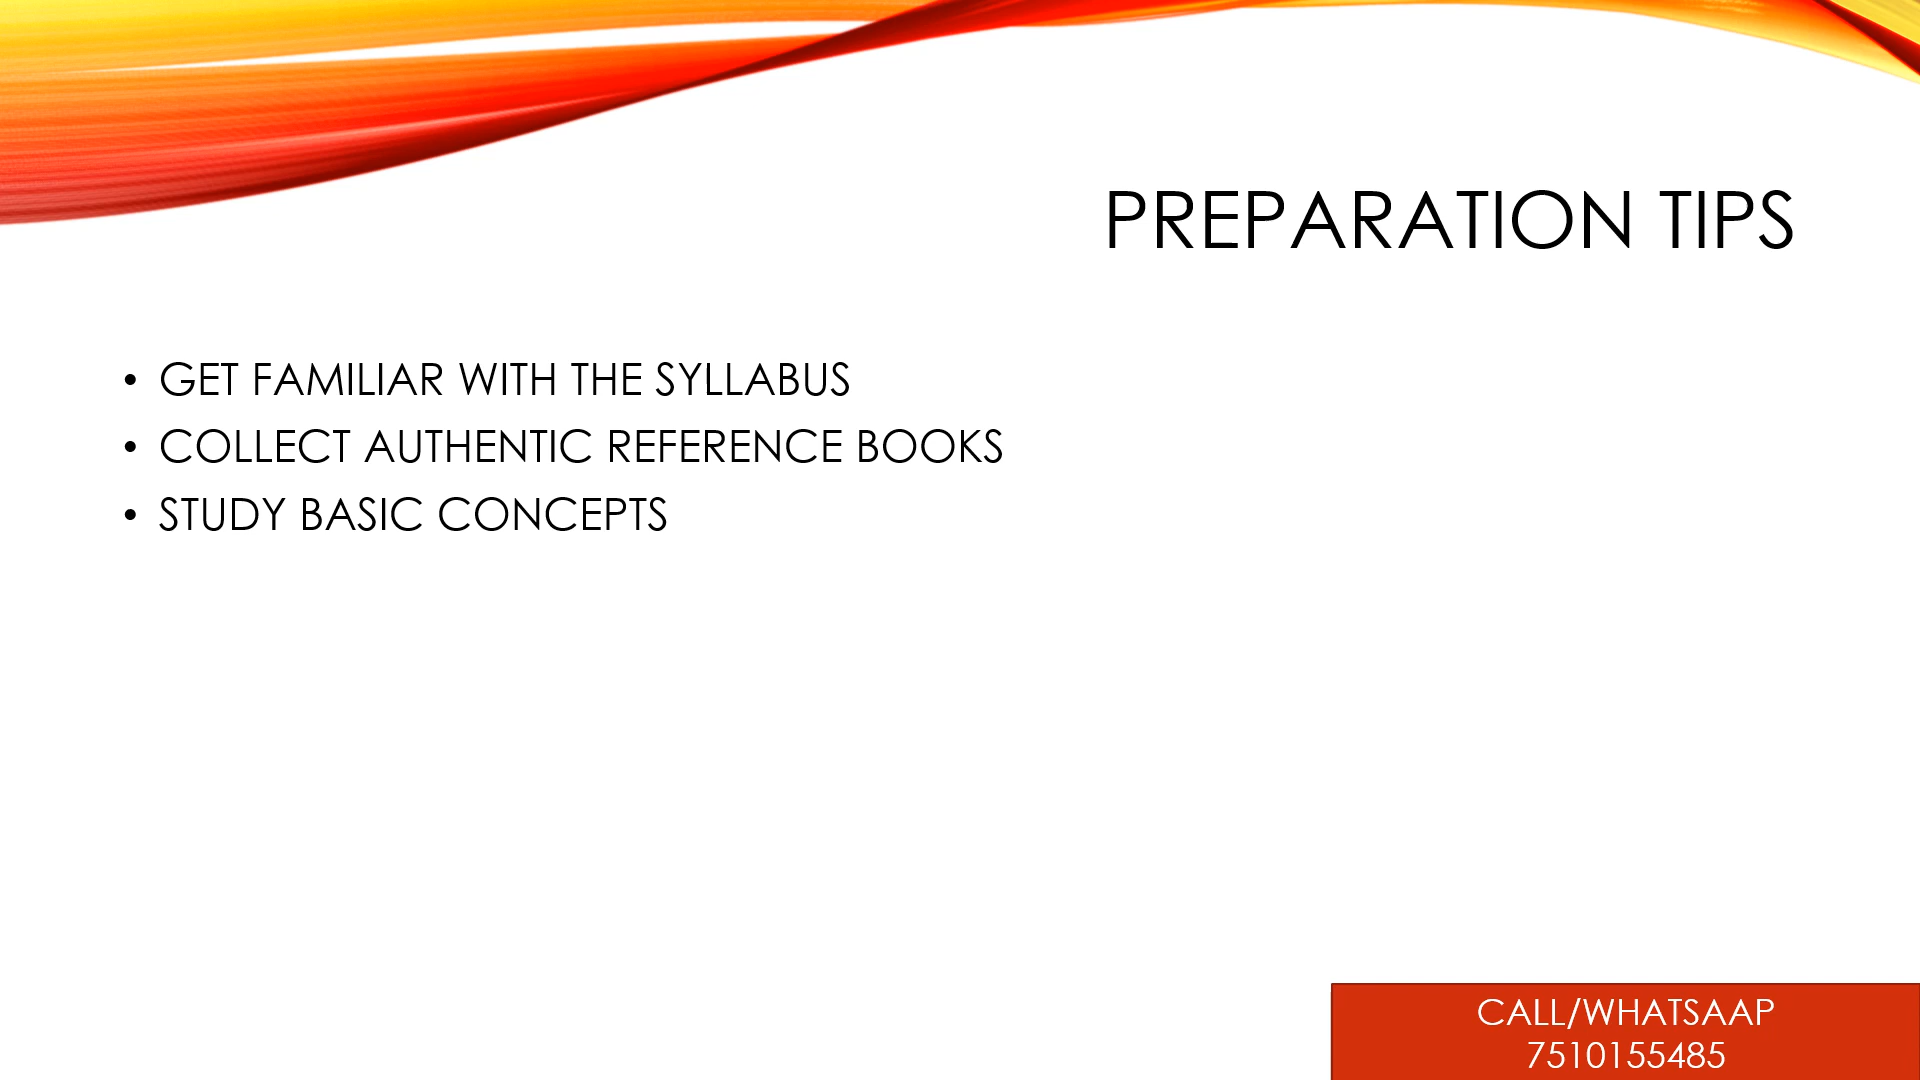 PREPARATION TIPS
• GET FAMILIAR WITH THE SYLLABUS
• COLLECT AUTHENTIC REFERENCE BOOKS
• STUDY BASIC CONCEPTS
CALL/WHATSAAP
7510155485